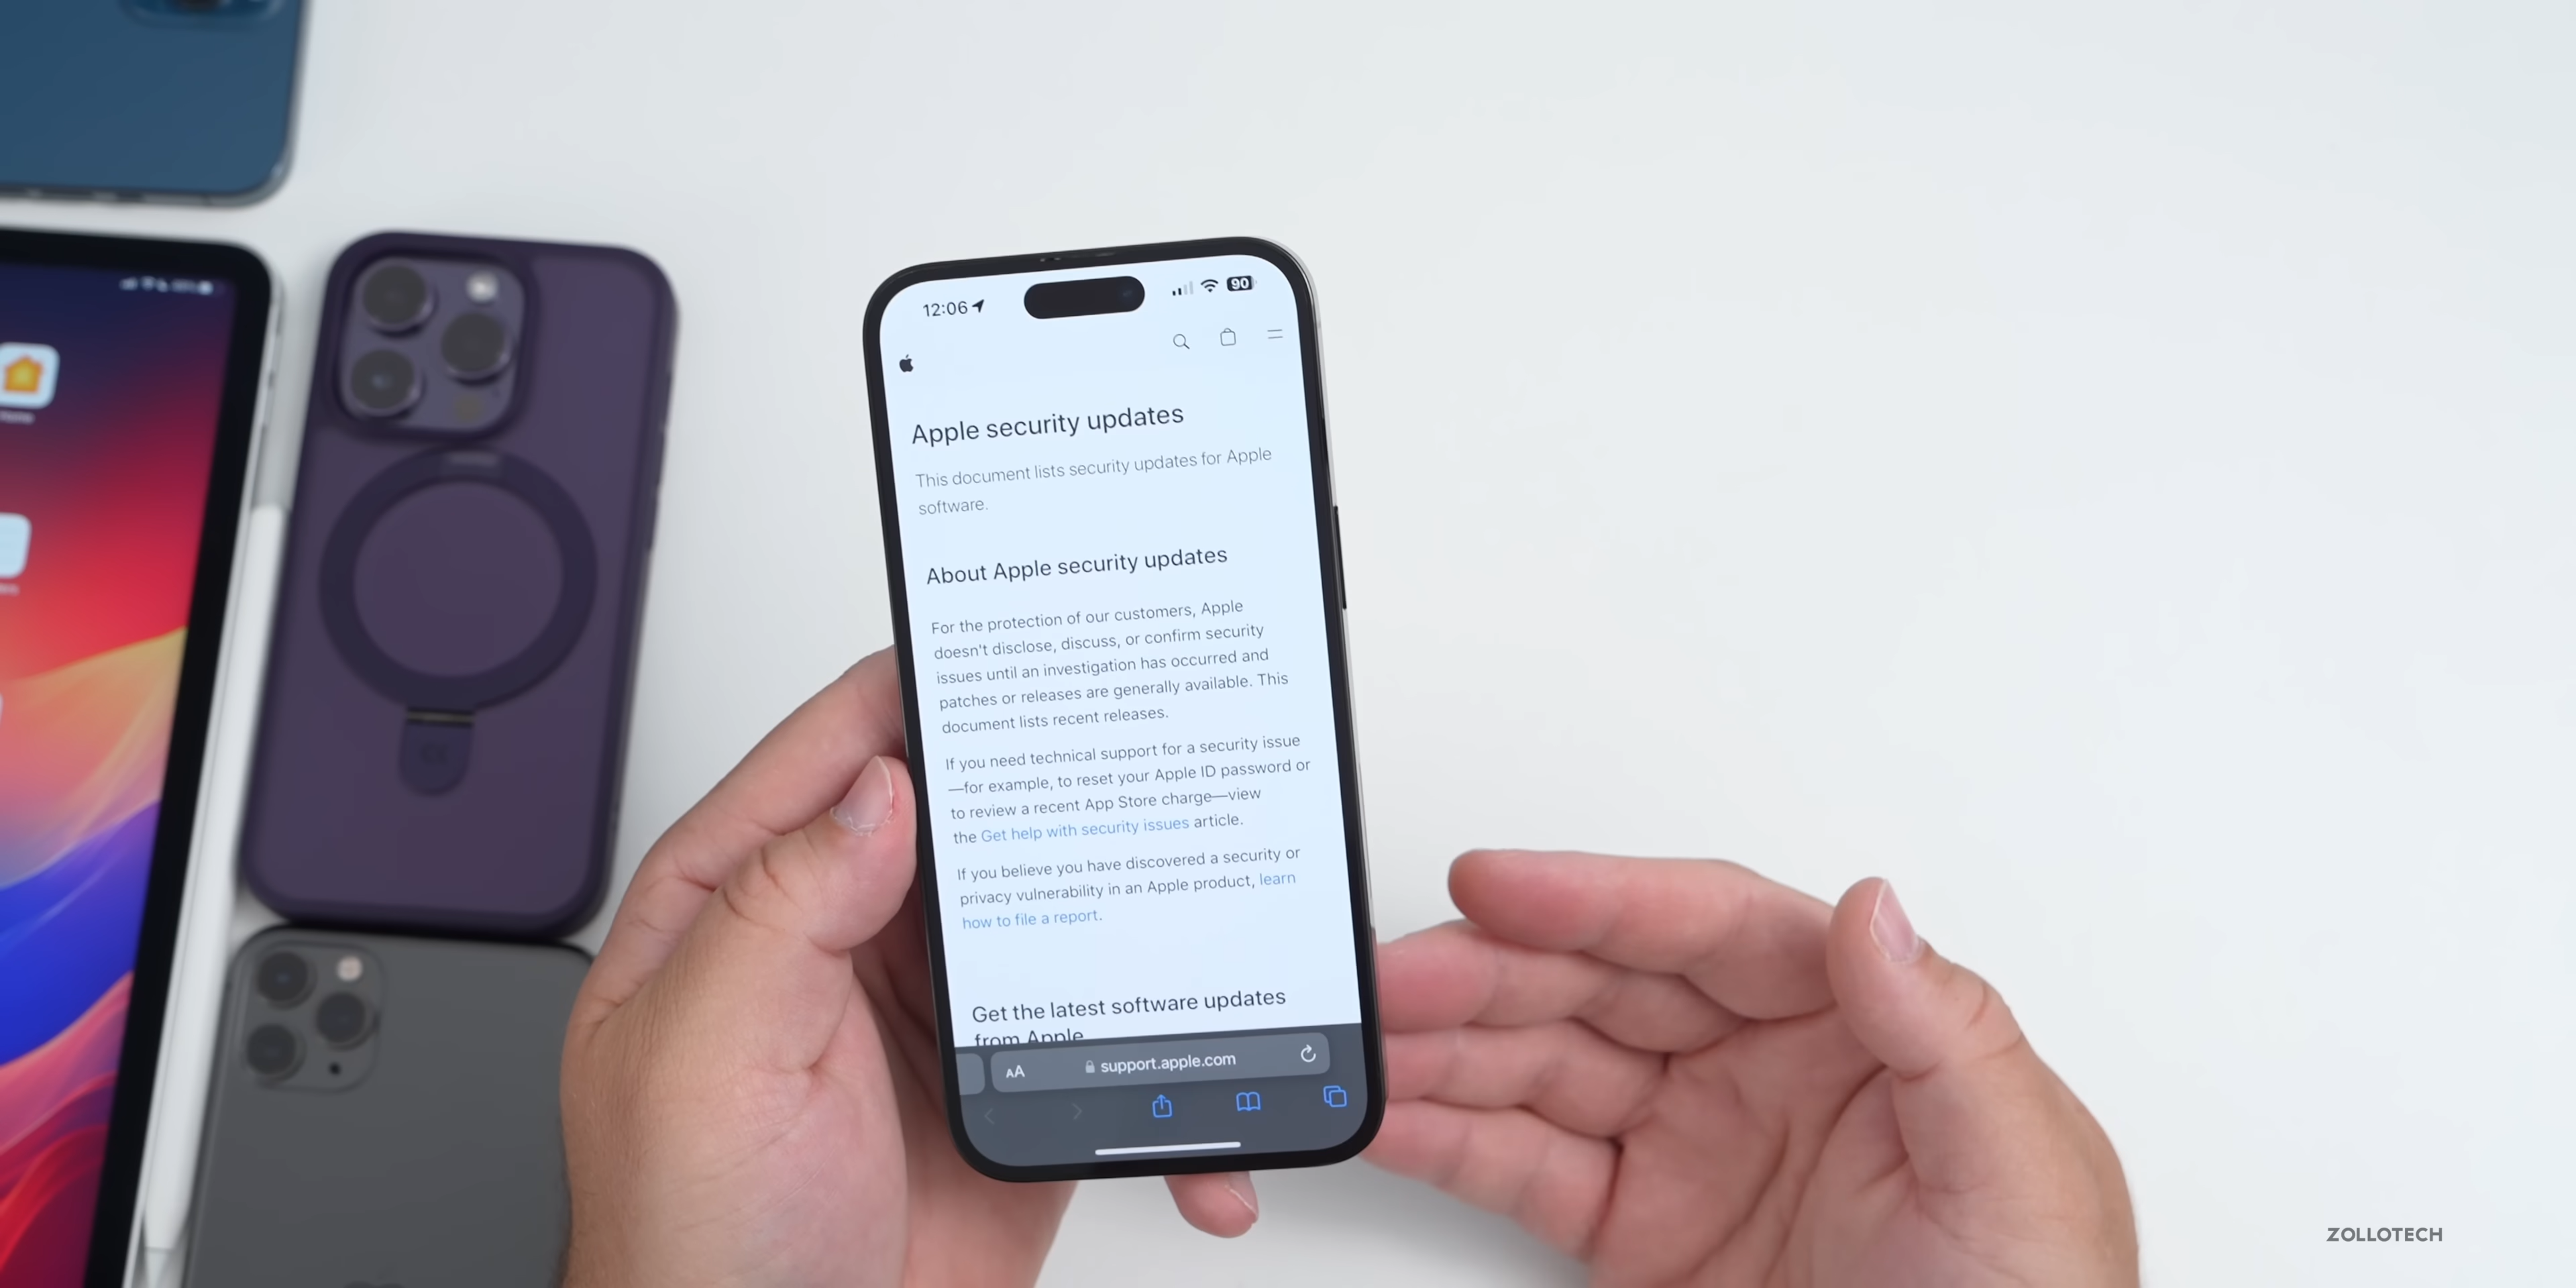 12:06
90
Apple security updates
This document lists security updates for Apple
software.
About Apple security updates
For the protection of our customers, Apple
doesn't disclose, discuss, or confirm security
issues until an investigation has occurred and
patches or releases are generally available. This
document lists recent releases.
If you need technical support for a security issue
—for example, to reset your Apple ID password or
to review a recent App Store charge—view
the Get help with security issues article.
If you believe you have discovered a security or
privacy vulnerability in an Apple product, learn
how to file a report.
Get the latest software updates
from Apple
AA support.apple.com
Home
ZOLLOTECH